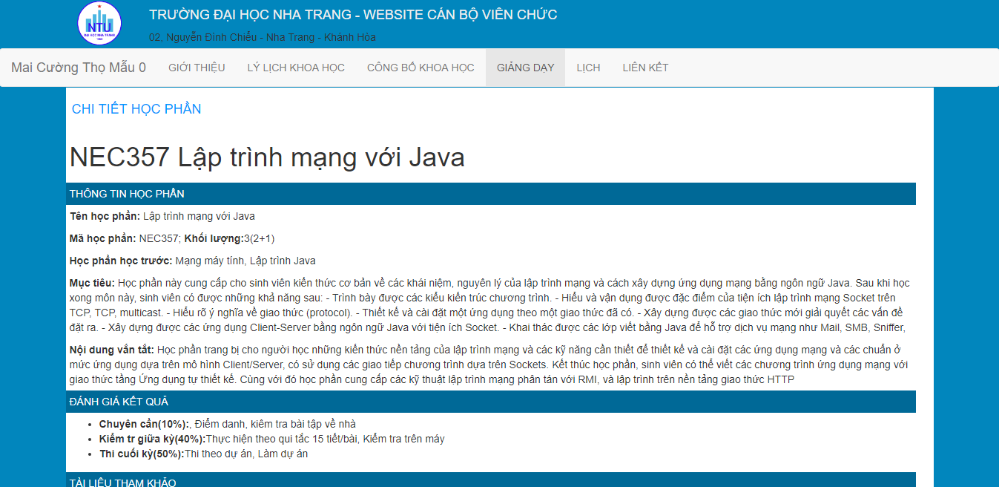 TRƯỜNG ĐẠI HỌC NHA TRANG - WEBSITE CÁN BỘ VIÊN CHỨC
NTU
ĐẠI HỌC NHA TRANG
02, Nguyễn Đình Chiểu - Nha Trang - Khánh Hòa
Mai Cường Thọ Mẫu 0 GIỚI THIỆU LÝ LỊCH KHOA HỌC CÔNG BỐ KHOA HỌC GIẢNG DẠY LỊCH LIÊN KẾT
CHI TIẾT HỌC PHẦN
NEC357 Lập trình mạng với Java
THÔNG TIN HỌC PHẦN
Tên học phần: Lập trình mạng với Java
Mã học phần: NEC357; Khối lượng:3(2+1)
Học phần học trước: Mạng máy tính, Lập trình Java
Mục tiêu: Học phần này cung cấp cho sinh viên kiến thức cơ bản về các khái niệm, nguyên lý của lập trình mạng và cách xây dựng ứng dụng mạng bằng ngôn ngữ Java. Sau khi học
xong môn này, sinh viên có được những khả năng sau: - Trình bày được các kiểu kiến trúc chương trình. - Hiểu và vận dụng được đặc điểm của tiện ích lập trình mạng Socket trên
TCP, TCP, multicast. - Hiểu rõ ý nghĩa về giao thức (protocol). - Thiết kế và cài đặt một ứng dụng theo một giao thức đã có. - Xây dựng được các giao thức mới giải quyết các vấn đề
đặt ra. - Xây dựng được các ứng dụng Client-Server bằng ngôn ngữ Java với tiện ích Socket. - Khai thác được các lớp viết bằng Java để hỗ trợ dịch vụ mạng như Mail, SMB, Sniffer,
Nội dung vắn tắt: Học phần trang bị cho người học những kiến thức nền tảng của lập trình mạng và các kỹ năng cần thiết để thiết kế và cài đặt các ứng dụng mạng và các chuẩn ở
mức ứng dụng dựa trên mô hình Client/Server, có sử dụng các giao tiếp chương trình dựa trên Sockets. Kết thúc học phần, sinh viên có thể viết các chương trình ứng dụng mạng với
giao thức tầng Ứng dụng tự thiết kế. Cùng với đó học phần cung cấp các kỹ thuật lập trình mạng phân tán với RMI, và lập trình trên nền tảng giao thức HTTP
ĐÁNH GIÁ KẾT QUẢ
• Chuyên cần(10%):, Điểm danh, kiêm tra bài tập về nhà
• Kiểm tr giữa kỳ(40%):Thực hiện theo qui tắc 15 tiết/bài, Kiểm tra trên máy
• Thi cuối kỳ(50%):Thi theo dự án, Làm dự án
TÀI LIỆU THAM KHẢO